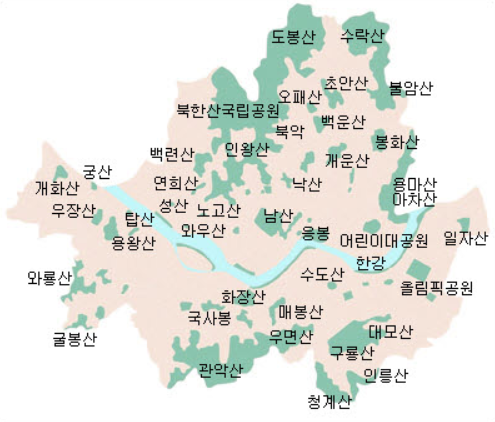 도봉산
수락산
초안산
불암산
오패산
북한산국립공원
백운산
북악
봉화산
인왕산
백련산
개운산
궁산
연희산
낙산
용마산
개화산
아차산
성산
노고산
우장산
탑산
남산
와우산
응봉
어린이대공원
일자산
용왕산
한강
와룡산
수도산
올림픽공원
화장산
국사봉
매봉산
대모산
굴봉산
우면산
구룡산
관악산
인릉산
청계산